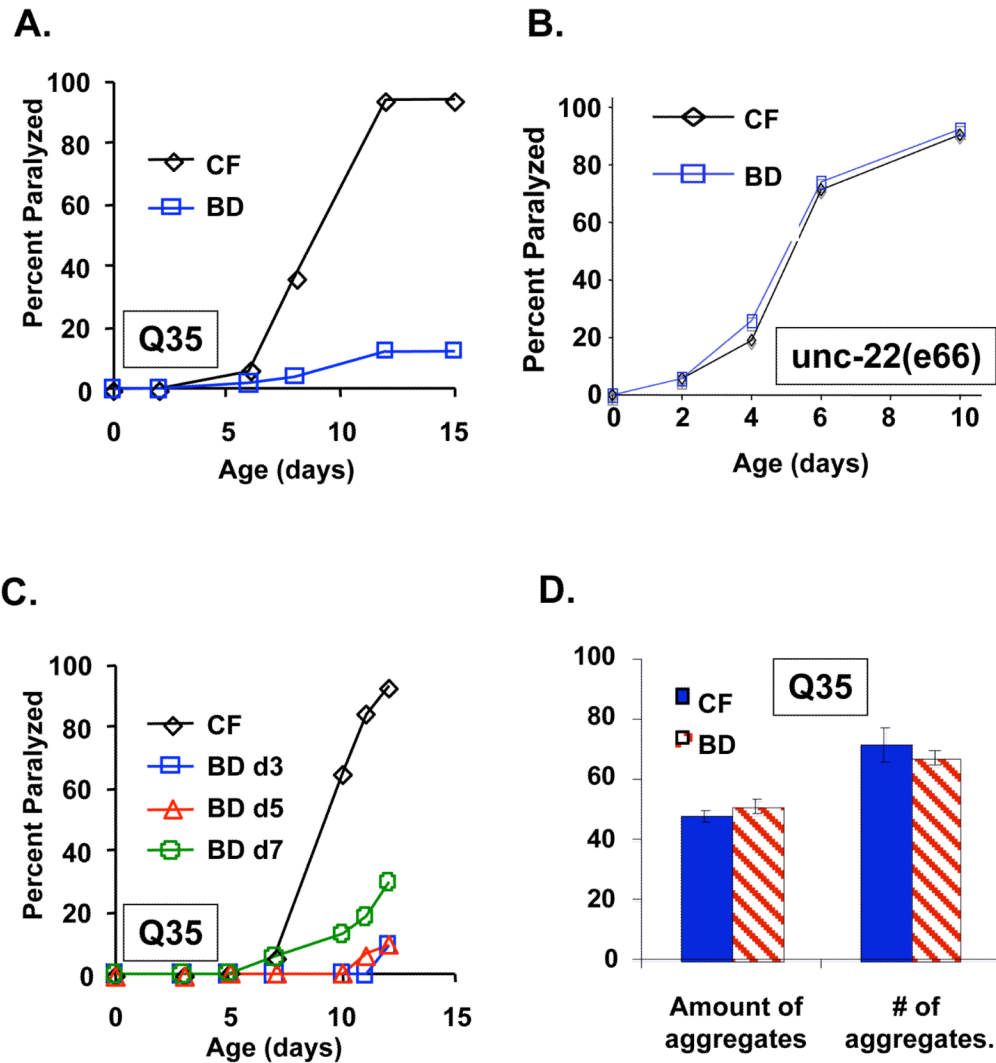 A.
Percent Paralyzed
100
80
60
40
20
0
CF
BD
Q35
0 5 10 15
Age (days)
B.
Percent Paralyzed
100
80
60
40
20
0
CF
BD
unc-22(e66)
0 2 4 6 8 10
Age (days)
C.
Percent Paralyzed
100
80
60
40
20
0
CF
BD d3
BD d5
BD d7
Q35
0 5 10 15
Age (days)
D.
100
80
60
40
20
0
Q35
CF
BD
Amount of
aggregates
# of
aggregates.